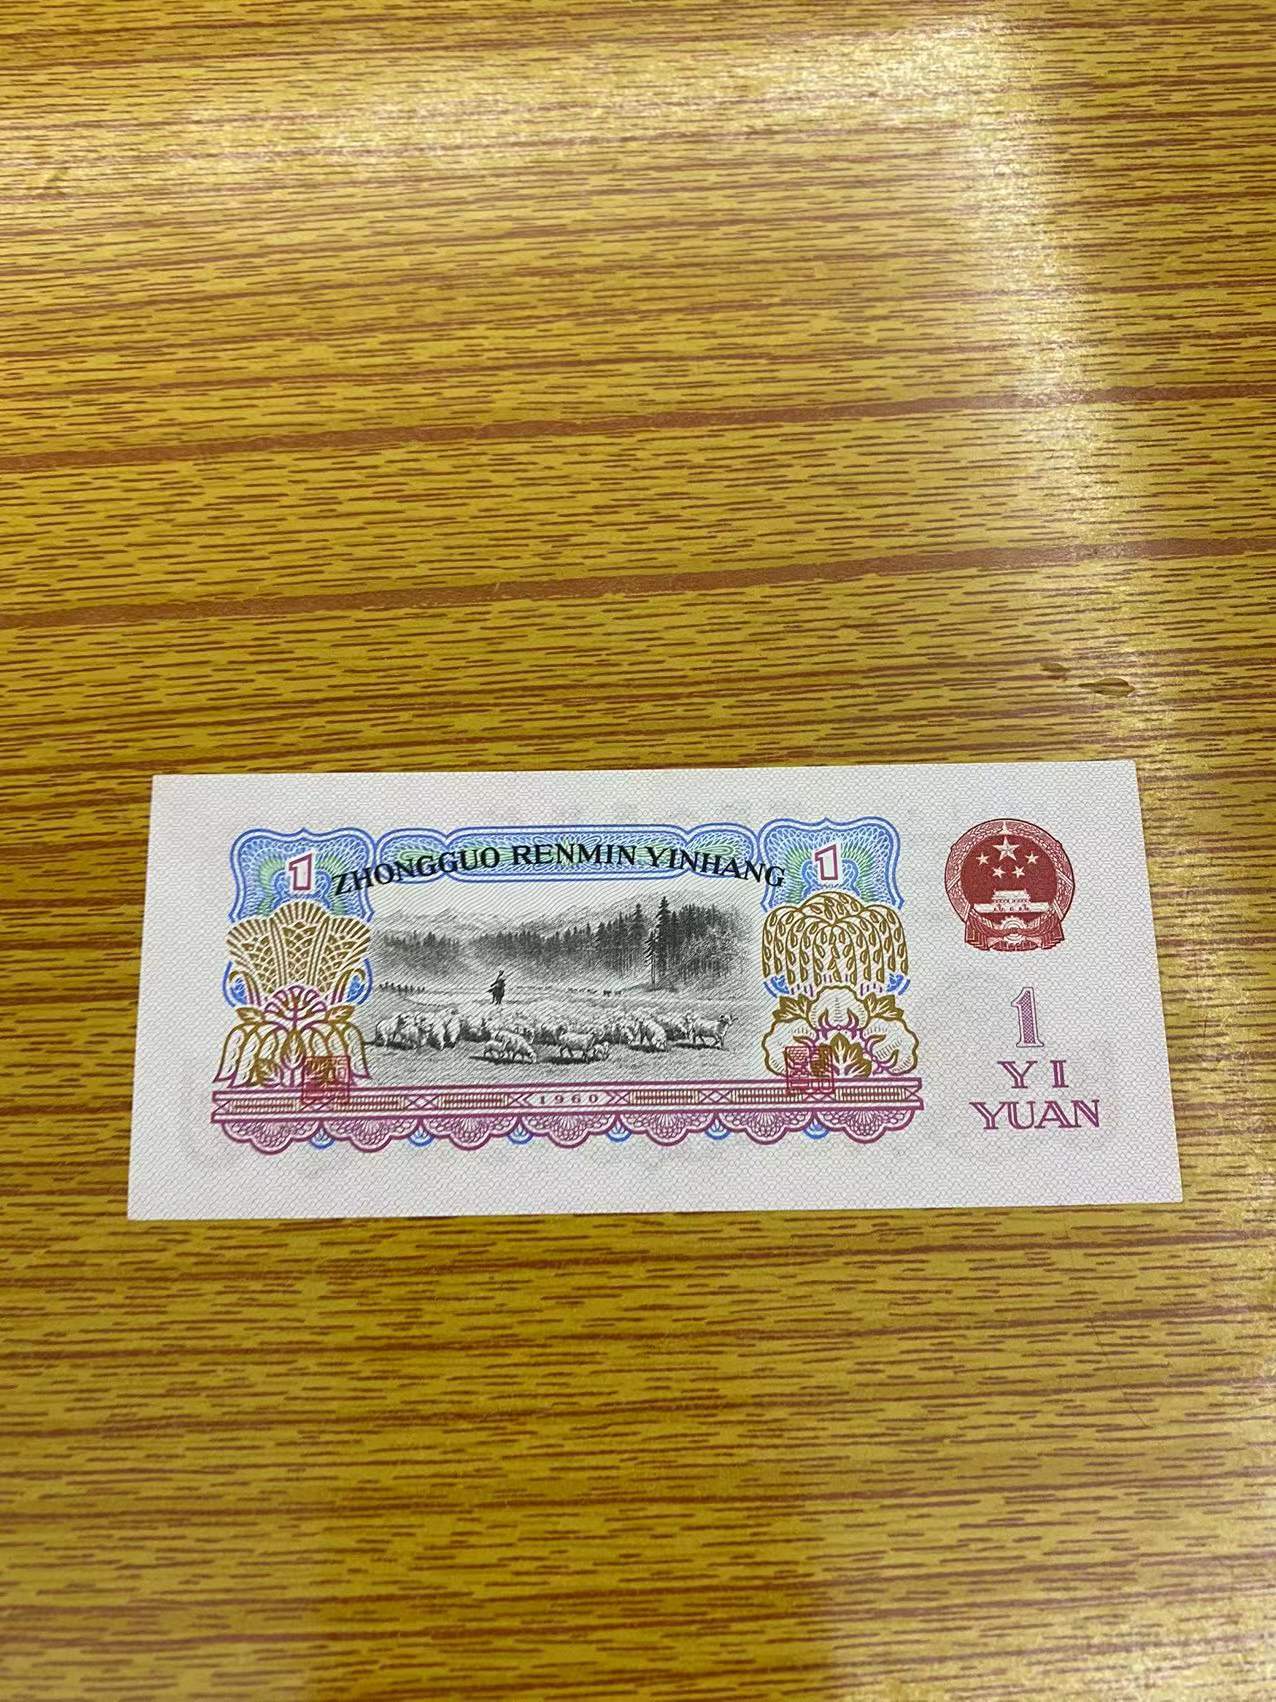 1 ZHONGGUO RENMIN YINHANG 1
1960
1
YI
YUAN